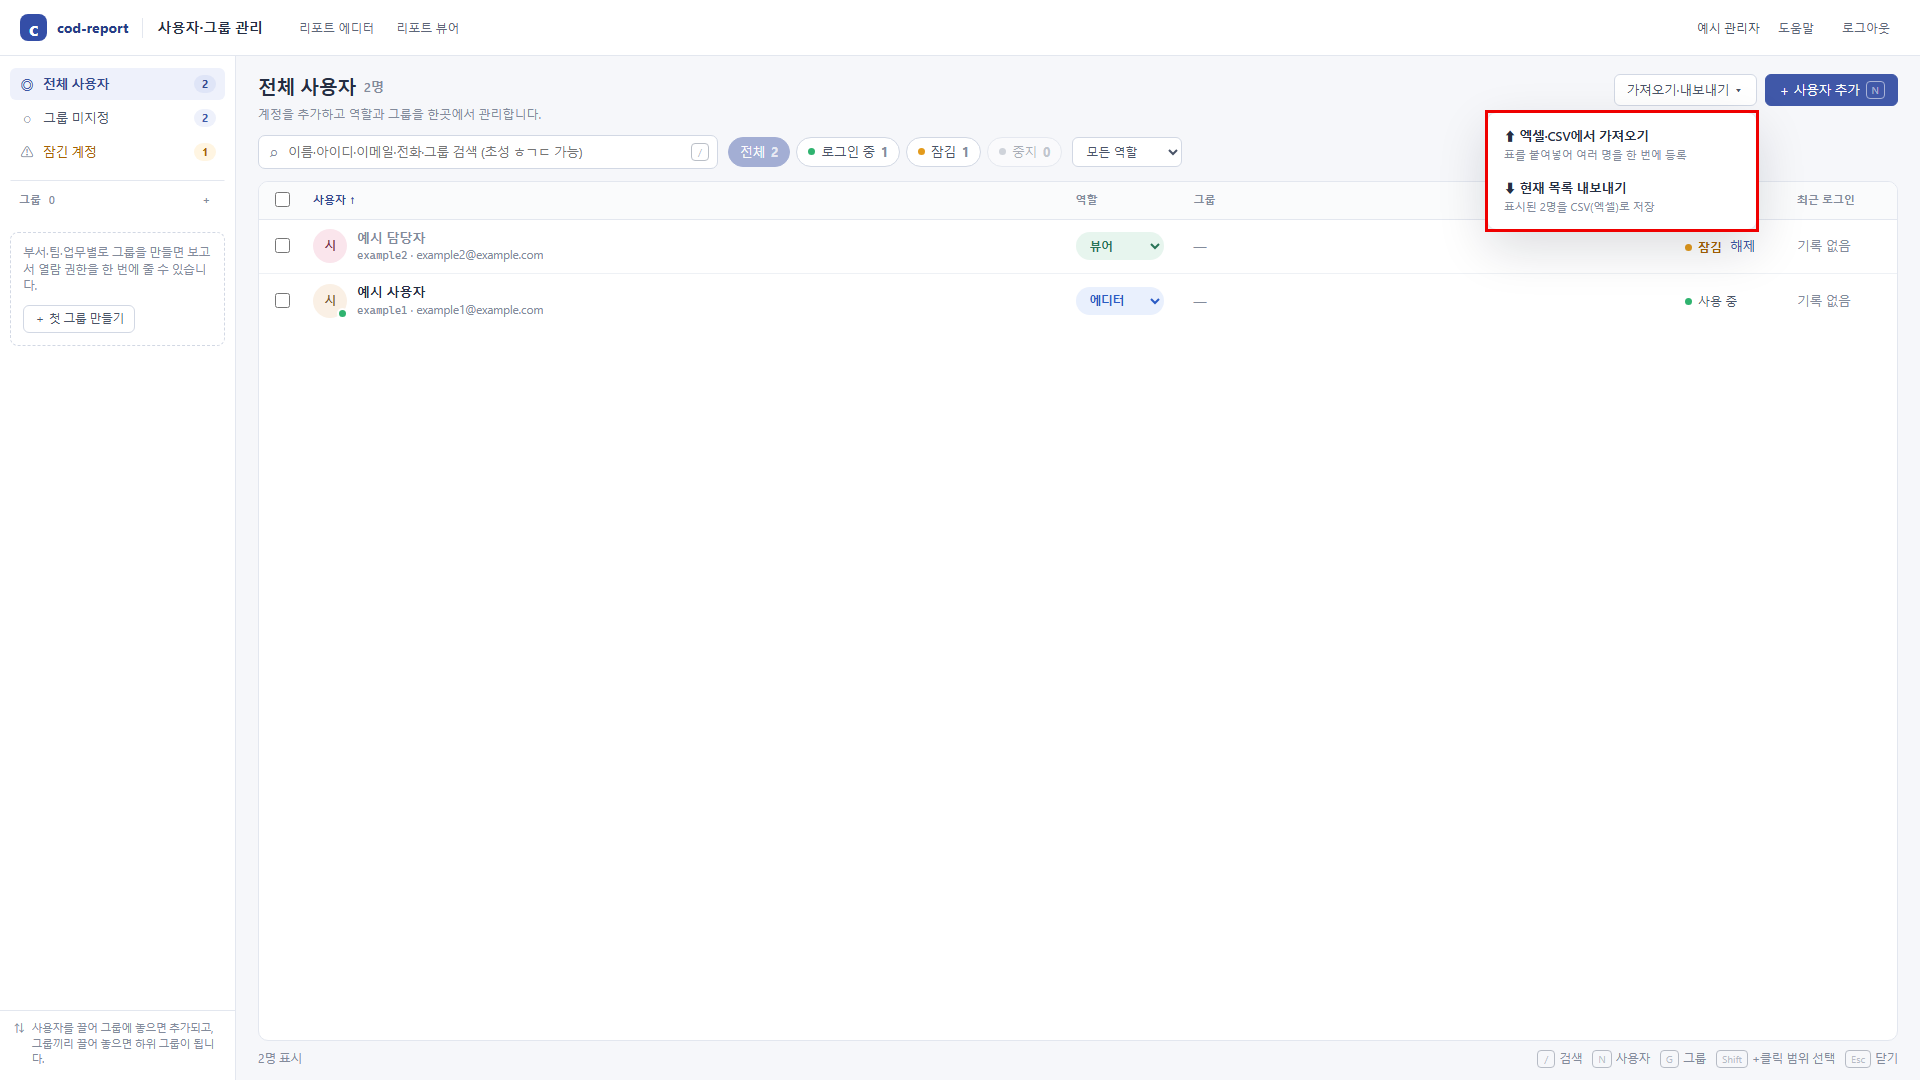 c cod-report 사용자·그룹 관리 리포트 에디터 리포트 뷰어 예시 관리자 도움말 로그아웃
전체 사용자 2
그룹 미지정 2
잠긴 계정 1
그룹 0 +
부서·팀·업무별로 그룹을 만들면 보고
서 열람 권한을 한 번에 줄 수 있습니
다.
+ 첫 그룹 만들기
사용자를 끌어 그룹에 놓으면 추가되고,
그룹끼리 끌어 놓으면 하위 그룹이 됩니
다.
전체 사용자 2명
계정을 추가하고 역할과 그룹을 한곳에서 관리합니다.
가져오기·내보내기 ▾ + 사용자 추가 N
⬆ 엑셀·CSV에서 가져오기
표를 붙여넣어 여러 명을 한 번에 등록
⬇ 현재 목록 내보내기
표시된 2명을 CSV(엑셀)로 저장
이름·아이디·이메일·전화·그룹 검색 (초성 ㅎㄱㄷ 가능) / 전체 2 로그인 중 1 잠김 1 중지 0 모든 역할
사용자 ↑ 역할 그룹 최근 로그인
시 예시 담당자 뷰어 — 잠김 해제 기록 없음
example2 · example2@example.com
시 예시 사용자 에디터 — 사용 중 기록 없음
example1 · example1@example.com
2명 표시 / 검색 N 사용자 G 그룹 Shift +클릭 범위 선택 Esc 닫기